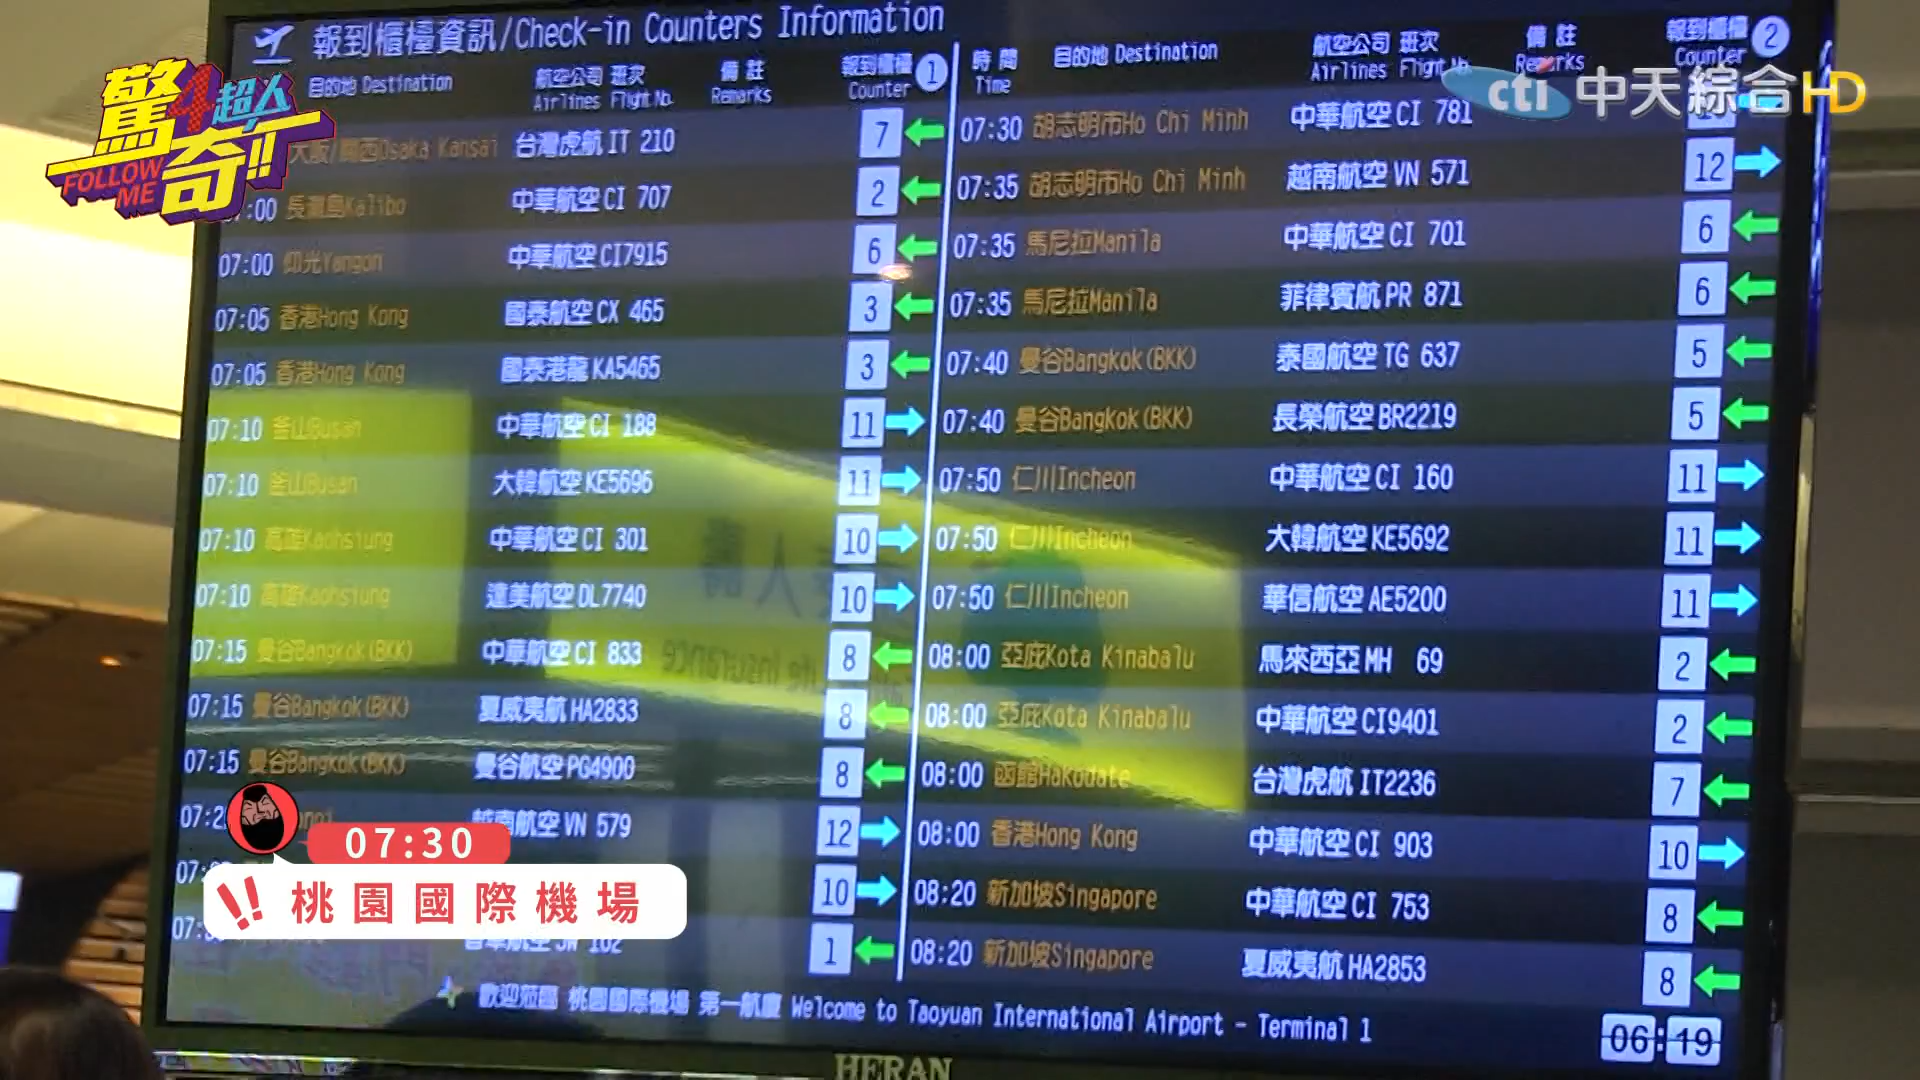 報到櫃檯資訊/Check-in Counters Information
目的地 Destination 航空公司 班次 備 註 報到櫃檯 1
Airlines Flight No. Remarks Counter
時 間 目的地 Destination 航空公司 班次 備 註 報到櫃檯 2
Time Airlines Flight No. Remarks Counter
cti 中天綜合HD
驚4超人
奇!!
FOLLOW
ME
大阪/關西Osaka Kansai 台灣虎航 IT 210 7
:00 長灘島Kalibo 中華航空 CI 707 2
07:00 仰光Yangon 中華航空 CI7915 6
07:05 香港Hong Kong 國泰航空 CX 465 3
07:05 香港Hong Kong 國泰港龍 KA5465 3
07:10 釜山Busan 中華航空 CI 188 11
07:10 釜山Busan 大韓航空 KE5696 11
07:10 高雄Kaohsiung 中華航空 CI 301 10
07:10 高雄Kaohsiung 達美航空 DL7740 10
07:15 曼谷Bangkok(BKK) 中華航空 CI 833 8
07:15 曼谷Bangkok(BKK) 夏威夷航 HA2833 8
07:15 曼谷Bangkok(BKK) 曼谷航空 PG4900 8
07:2 越南航空 VN 579 12
10
1
07:30 胡志明市Ho Chi Minh 中華航空 CI 781
07:35 胡志明市Ho Chi Minh 越南航空 VN 571 12
07:35 馬尼拉Manila 中華航空 CI 701 6
07:35 馬尼拉Manila 菲律賓航 PR 871 6
07:40 曼谷Bangkok(BKK) 泰國航空 TG 637 5
07:40 曼谷Bangkok(BKK) 長榮航空 BR2219 5
07:50 仁川Incheon 中華航空 CI 160 11
07:50 仁川Incheon 大韓航空 KE5692 11
07:50 仁川Incheon 華信航空 AE5200 11
08:00 亞庇Kota Kinabalu 馬來西亞 MH 69 2
08:00 亞庇Kota Kinabalu 中華航空 CI9401 2
08:00 函館Hakodate 台灣虎航 IT2236 7
08:00 香港Hong Kong 中華航空 CI 903 10
08:20 新加坡Singapore 中華航空 CI 753 8
08:20 新加坡Singapore 夏威夷航 HA2853 8
07:30
!! 桃園國際機場
歡迎蒞臨 桃園國際機場 第一航廈 Welcome to Taoyuan International Airport - Terminal 1
06:19
HERAN